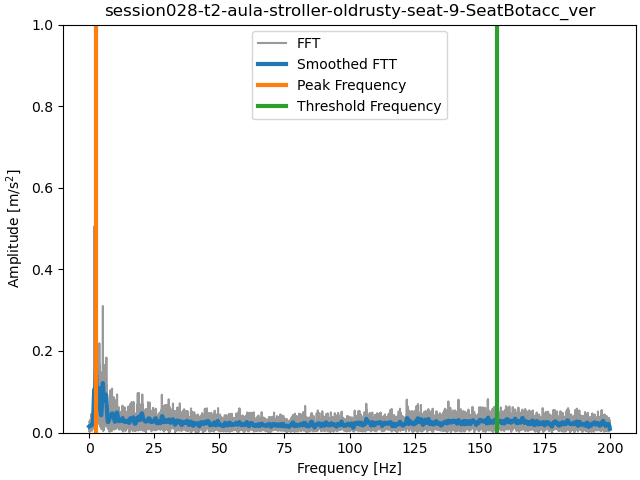 session028-t2-aula-stroller-oldrusty-seat-9-SeatBotacc_ver
1.0
0.8
0.6
0.4
0.2
0.0
Amplitude [m/s²]
FFT
Smoothed FTT
Peak Frequency
Threshold Frequency
0 25 50 75 100 125 150 175 200
Frequency [Hz]